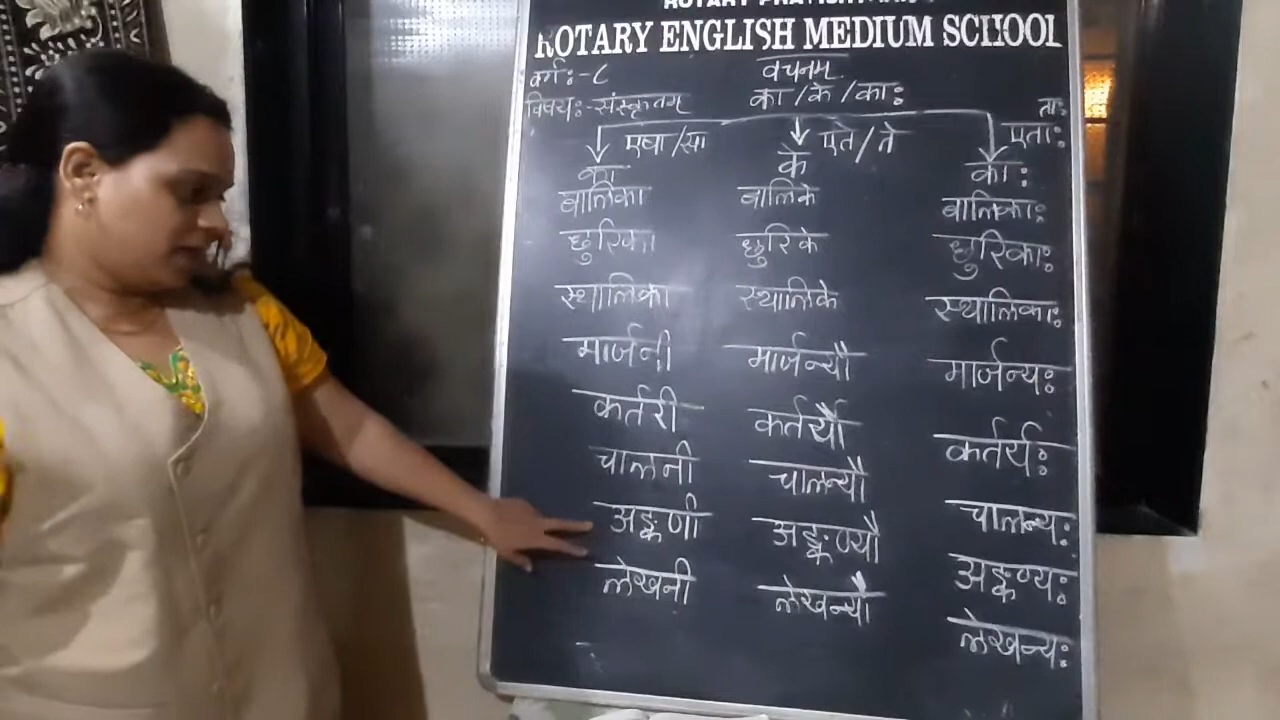 ROTARY ENGLISH MEDIUM SCHOOL
वर्गः-८
वचनम्
विषयः-संस्कृतम्
का/के/काः
एषा/सा
एते/ते
ताः
एताः
का के काः
बालिका बालिके बालिकाः
छुरिका छुरिके छुरिकाः
स्थालिका स्थालिके स्थालिकाः
मार्जनी मार्जन्यौ मार्जन्यः
कर्तरी कर्तर्यौ कर्तर्यः
चालनी चालन्यौ चालन्यः
अङ्कणी अङ्कण्यौ अङ्कण्यः
लेखनी लेखन्यौ लेखन्यः